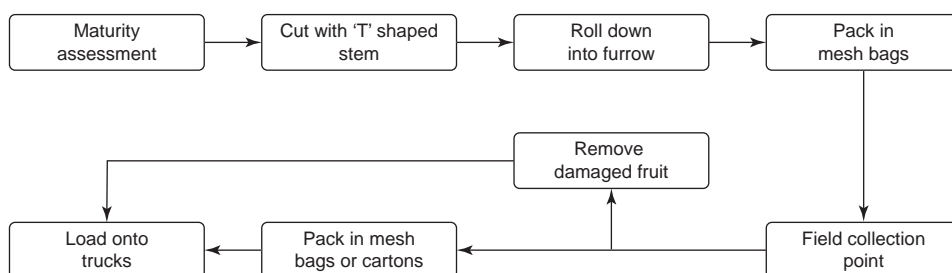 Maturity
assessment
Cut with ‘T’ shaped
stem
Roll down
into furrow
Pack in
mesh bags
Remove
damaged fruit
Load onto
trucks
Pack in mesh
bags or cartons
Field collection
point